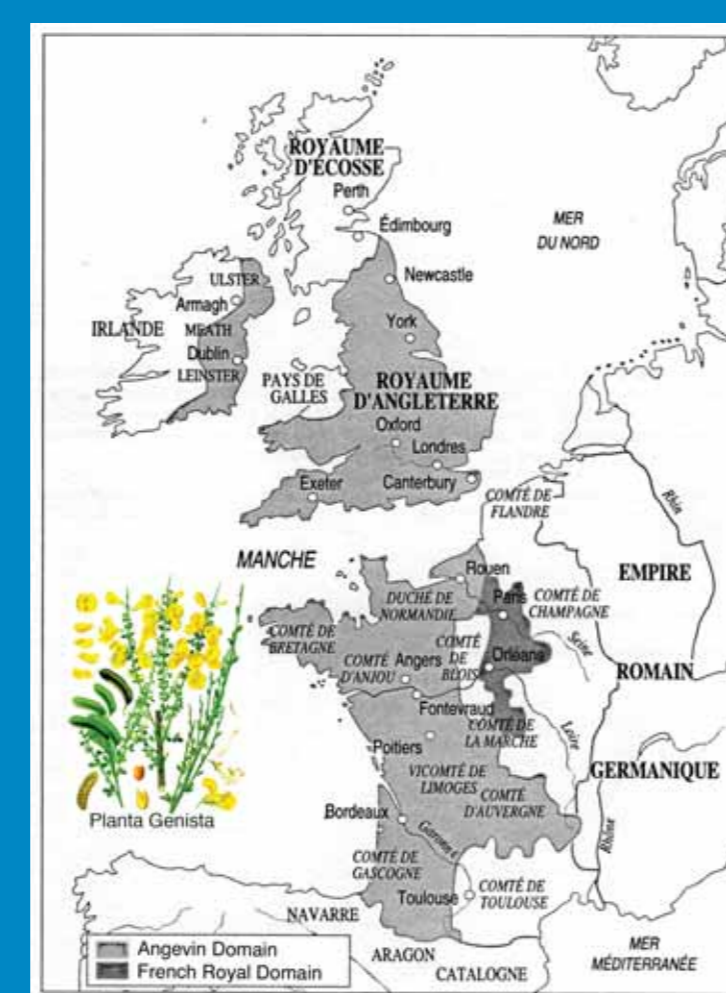 ROYAUME
D'ÉCOSSE
Perth
Édimbourg
MER
DU NORD
Newcastle
ULSTER
Armagh
IRLANDE
MEATH
Dublin
LEINSTER
York
PAYS DE
GALLES
ROYAUME
D'ANGLETERRE
Oxford
Londres
Exeter
Canterbury
COMTÉ DE
FLANDRE
Rhin
MANCHE
Rouen
EMPIRE
DUCHÉ DE
NORMANDIE
Paris
COMTÉ DE
CHAMPAGNE
COMTÉ DE
BRETAGNE
Seine
COMTÉ
D'ANJOU
Angers
COMTÉ
DE
BLOIS
Orléans
ROMAIN
Fontevraud
COMTÉ DE
LA MARCHE
Loire
Poitiers
VICOMTÉ DE
LIMOGES
COMTÉ
D'AUVERGNE
GERMANIQUE
Planta Genista
Bordeaux
Garonne
Rhône
COMTÉ DE
GASCOGNE
Toulouse
COMTÉ DE
TOULOUSE
NAVARRE
ARAGON
CATALOGNE
MER
MÉDITERRANÉE
Angevin Domain
French Royal Domain